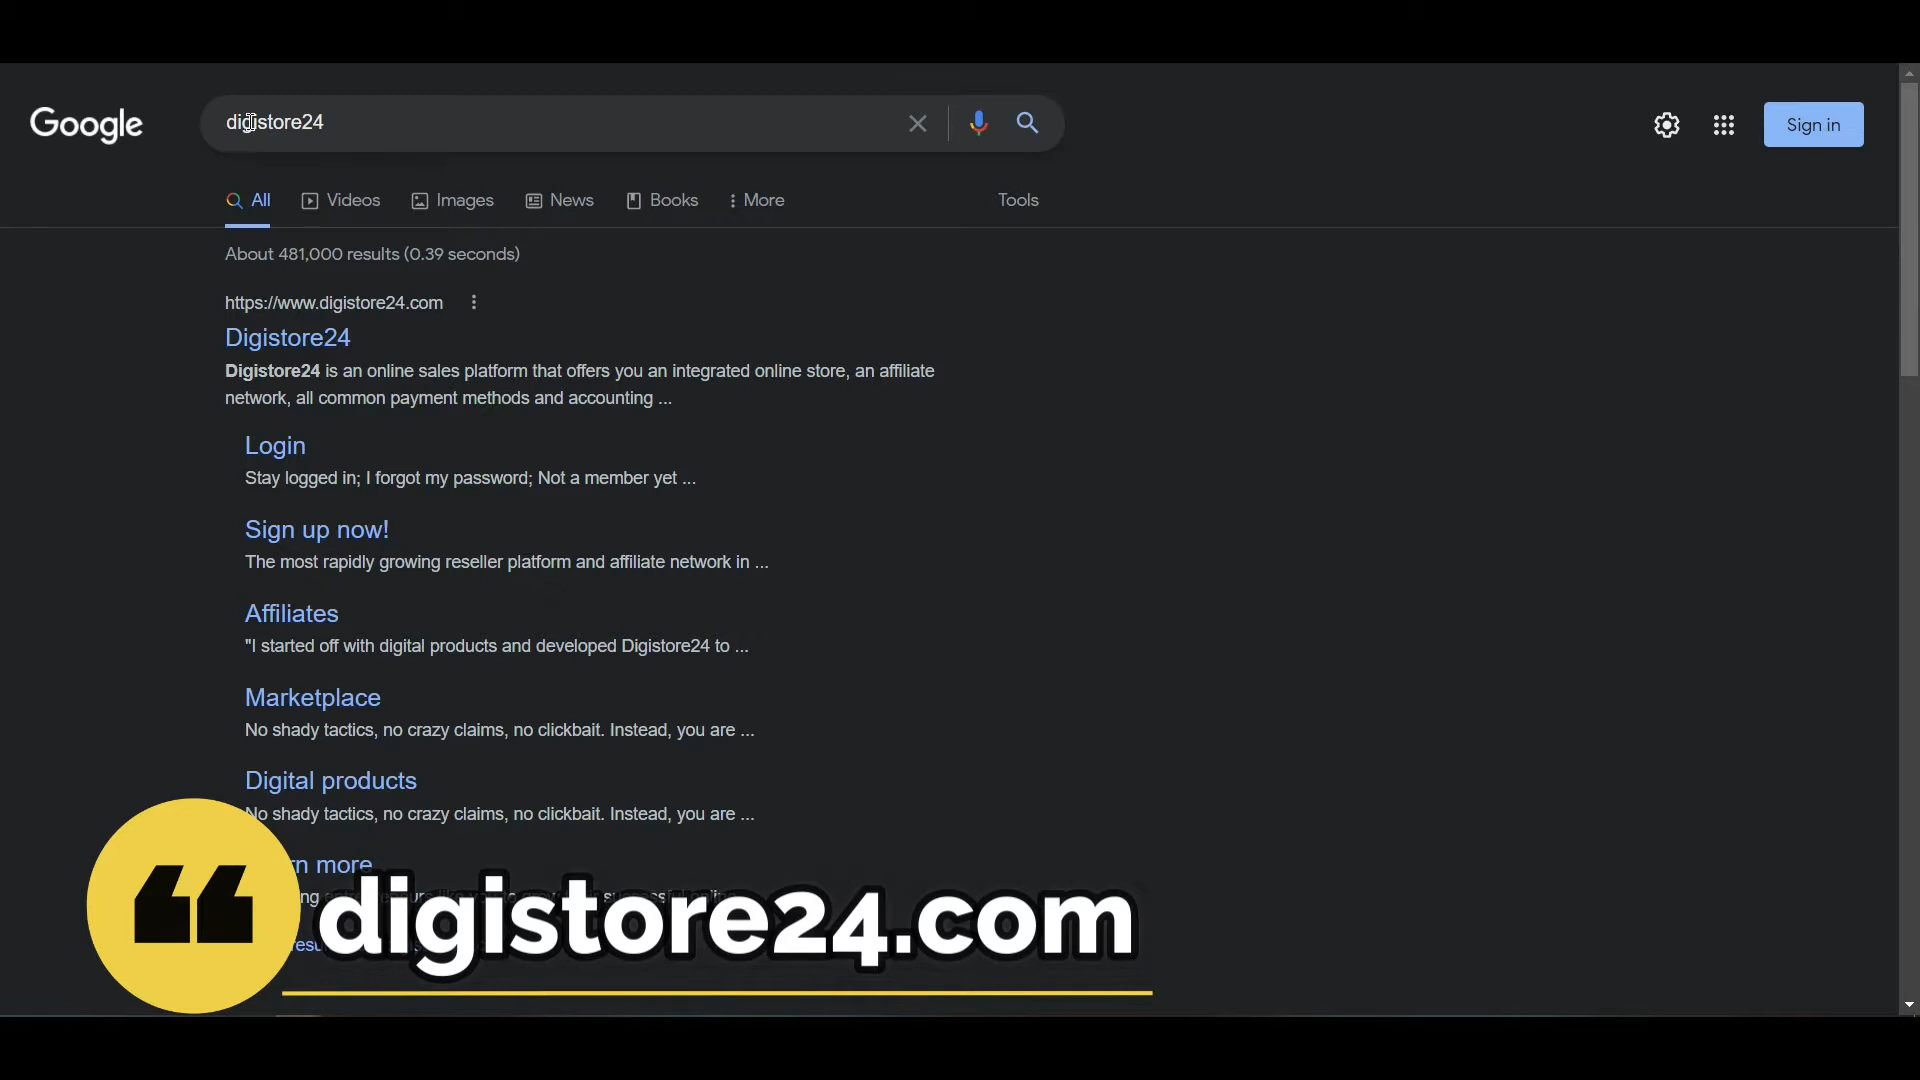 Google
digistore24
Sign in
All
Videos
Images
News
Books
More
Tools
About 481,000 results (0.39 seconds)
https://www.digistore24.com
Digistore24
Digistore24 is an online sales platform that offers you an integrated online store, an affiliate
network, all common payment methods and accounting ...
Login
Stay logged in; I forgot my password; Not a member yet ...
Sign up now!
The most rapidly growing reseller platform and affiliate network in ...
Affiliates
"I started off with digital products and developed Digistore24 to ...
Marketplace
No shady tactics, no crazy claims, no clickbait. Instead, you are ...
Digital products
No shady tactics, no crazy claims, no clickbait. Instead, you are ...
more
digistore24.com